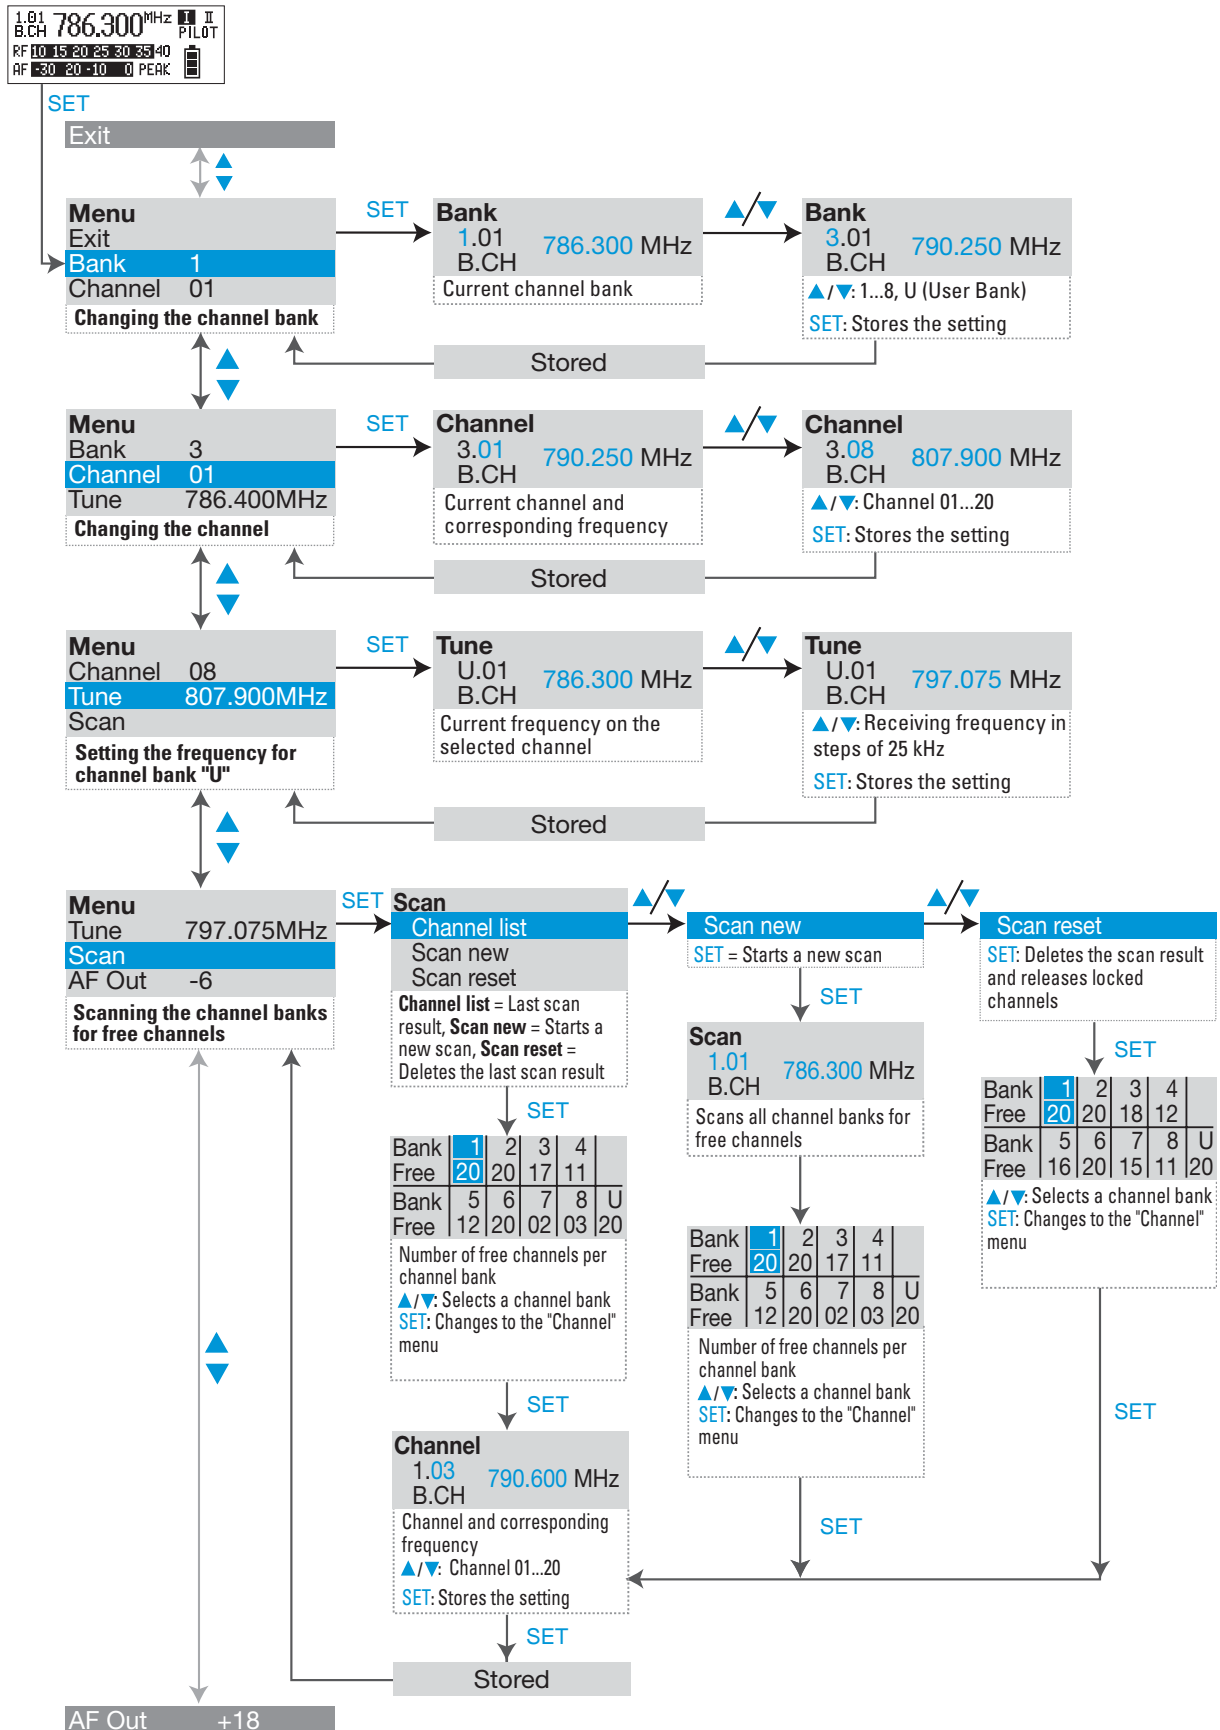 1.01 786.300 MHz I II
B.CH PILOT
RF 10 15 20 25 30 35 40
AF -30 20 -10 0 PEAK
SET
Exit
Menu
Exit
Bank 1
Channel 01
Changing the channel bank
SET
Bank
1.01 786.300 MHz
B.CH
Current channel bank
▲/▼
Bank
3.01 790.250 MHz
B.CH
▲/▼: 1...8, U (User Bank)
SET: Stores the setting
Stored
Menu
Bank 3
Channel 01
Tune 786.400MHz
Changing the channel
SET
Channel
3.01 790.250 MHz
B.CH
Current channel and
corresponding frequency
▲/▼
Channel
3.08 807.900 MHz
B.CH
▲/▼: Channel 01...20
SET: Stores the setting
Stored
Menu
Channel 08
Tune 807.900MHz
Scan
Setting the frequency for
channel bank "U"
SET
Tune
U.01 786.300 MHz
B.CH
Current frequency on the
selected channel
▲/▼
Tune
U.01 797.075 MHz
B.CH
▲/▼: Receiving frequency in
steps of 25 kHz
SET: Stores the setting
Stored
Menu
Tune 797.075MHz
Scan
AF Out -6
Scanning the channel banks
for free channels
SET
Scan
Channel list
Scan new
Scan reset
Channel list = Last scan
result, Scan new = Starts a
new scan, Scan reset =
Deletes the last scan result
SET
Bank 1 2 3 4
Free 20 20 17 11
Bank 5 6 7 8 U
Free 12 20 02 03 20
Number of free channels per
channel bank
▲/▼: Selects a channel bank
SET: Changes to the "Channel"
menu
SET
Channel
1.03 790.600 MHz
B.CH
Channel and corresponding
frequency
▲/▼: Channel 01...20
SET: Stores the setting
SET
Stored
▲/▼
Scan new
SET = Starts a new scan
SET
Scan
1.01 786.300 MHz
B.CH
Scans all channel banks for
free channels
Bank 1 2 3 4
Free 20 20 17 11
Bank 5 6 7 8 U
Free 12 20 02 03 20
Number of free channels per
channel bank
▲/▼: Selects a channel bank
SET: Changes to the "Channel"
menu
SET
▲/▼
Scan reset
SET: Deletes the scan result
and releases locked
channels
SET
Bank 1 2 3 4
Free 20 20 18 12
Bank 5 6 7 8 U
Free 16 20 15 11 20
▲/▼: Selects a channel bank
SET: Changes to the "Channel"
menu
SET
AF Out +18